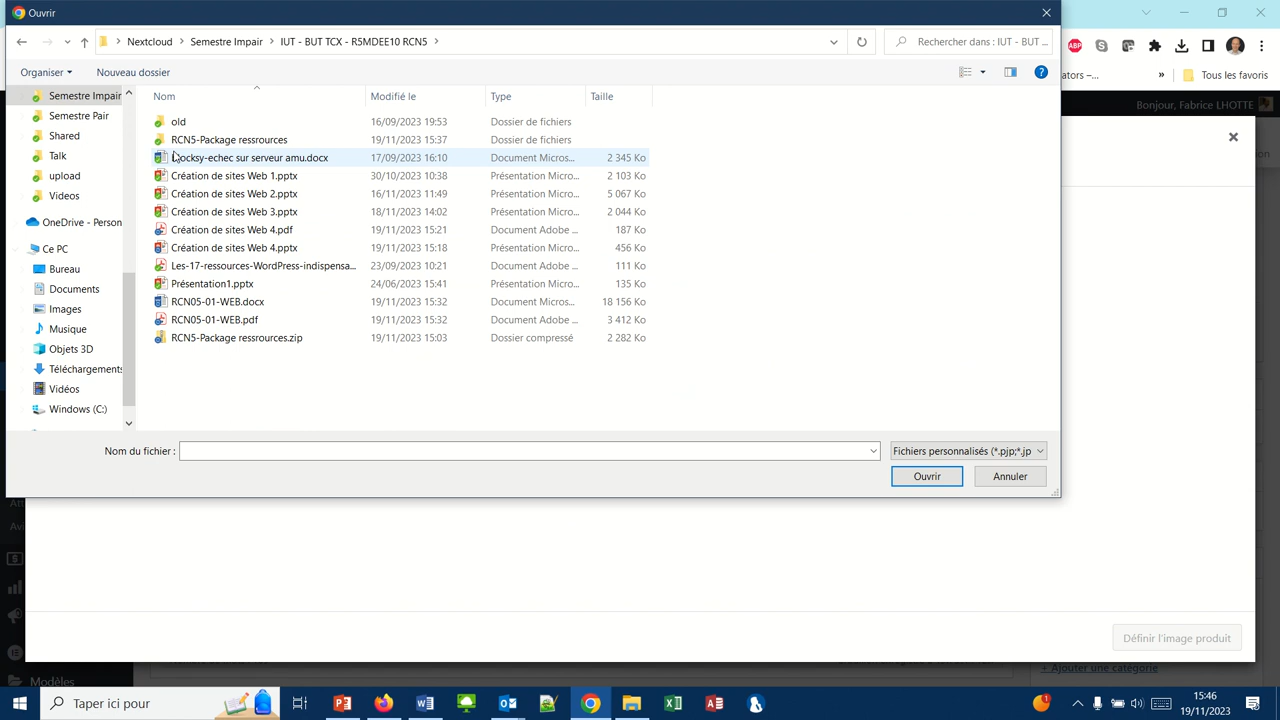 Ouvrir
Nextcloud > Semestre Impair > IUT - BUT TCX - R5MDEE10 RCN5 >
Rechercher dans : IUT - BUT ...
Organiser
Nouveau dossier
ators –...
»
Tous les favoris
Bonjour, Fabrice LHOTTE
Nom
Modifié le
Type
Taille
Semestre Impair
Semestre Pair
Shared
Talk
upload
Videos
OneDrive - Person
Ce PC
Bureau
Documents
Images
Musique
Objets 3D
Téléchargements
Vidéos
Windows (C:)
old 16/09/2023 19:53 Dossier de fichiers
RCN5-Package ressrources 19/11/2023 15:37 Dossier de fichiers
ocksy-echec sur serveur amu.docx 17/09/2023 16:10 Document Micros... 2 345 Ko
Création de sites Web 1.pptx 30/10/2023 10:38 Présentation Micro... 2 103 Ko
Création de sites Web 2.pptx 16/11/2023 11:49 Présentation Micro... 5 067 Ko
Création de sites Web 3.pptx 18/11/2023 14:02 Présentation Micro... 2 044 Ko
Création de sites Web 4.pdf 19/11/2023 15:21 Document Adobe ... 187 Ko
Création de sites Web 4.pptx 19/11/2023 15:18 Présentation Micro... 456 Ko
Les-17-ressources-WordPress-indispensa... 23/09/2023 10:21 Document Adobe ... 111 Ko
Présentation1.pptx 24/06/2023 15:41 Présentation Micro... 135 Ko
RCN05-01-WEB.docx 19/11/2023 15:32 Document Micros... 18 156 Ko
RCN05-01-WEB.pdf 19/11/2023 15:32 Document Adobe ... 3 412 Ko
RCN5-Package ressrources.zip 19/11/2023 15:03 Dossier compressé 2 282 Ko
Nom du fichier :
Fichiers personnalisés (*.pjp;*.jp
Ouvrir
Annuler
Définir l'image produit
+ Ajouter une catégorie
Modèles
Taper ici pour
15:46
19/11/2023